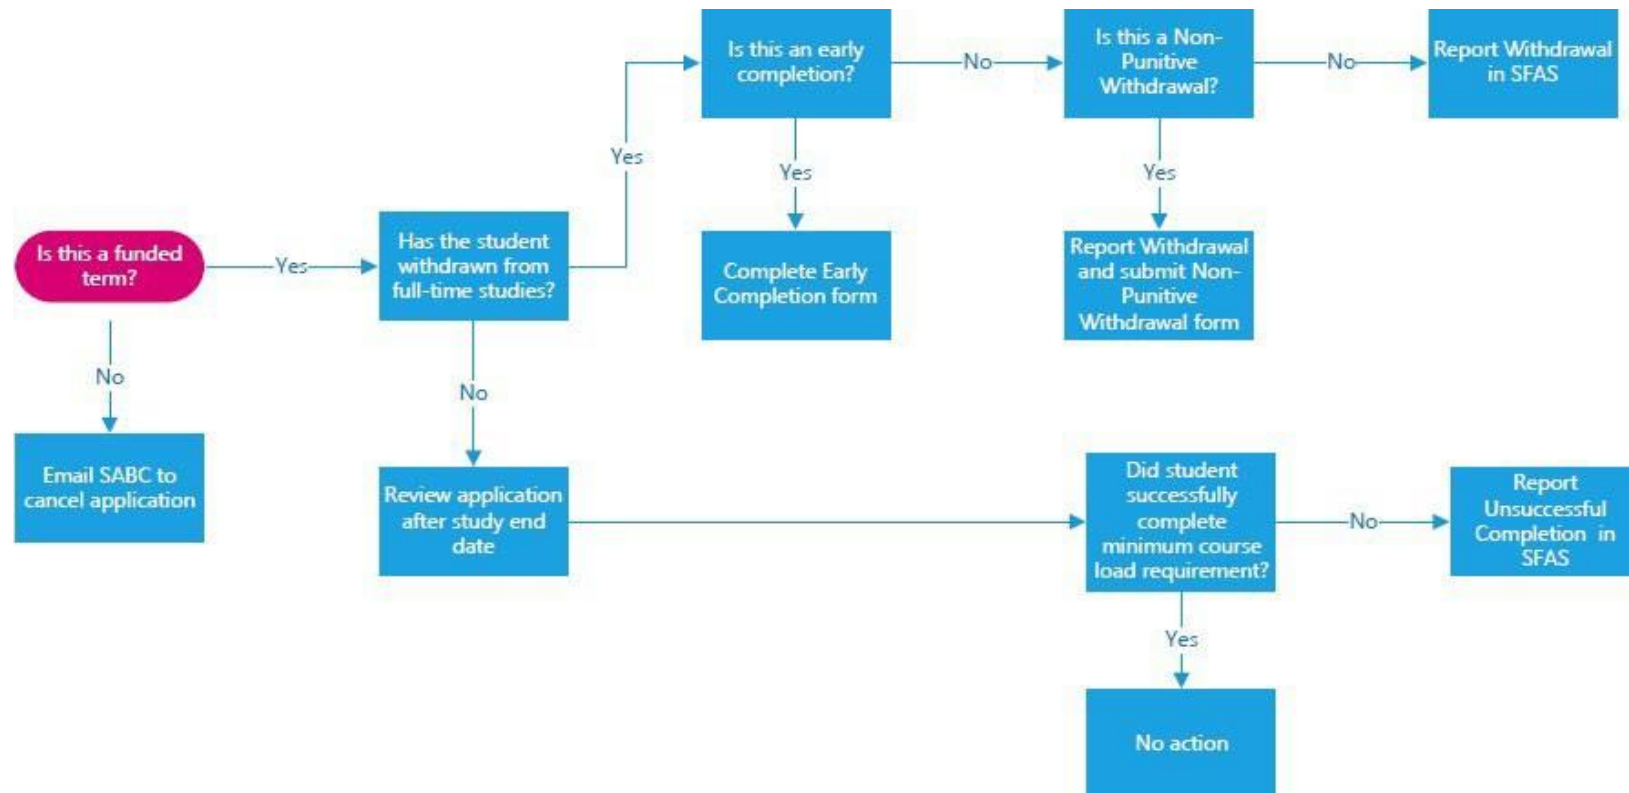 Is this an early
completion?
No
Is this a Non-
Punitive
Withdrawal?
No
Report Withdrawal
in SFAS
Yes
Yes
Yes
Is this a funded
term?
Yes
Has the student
withdrawn from
full-time studies?
Complete Early
Completion form
Report Withdrawal
and submit Non-
Punitive
Withdrawal form
No
No
Email SABC to
cancel application
Review application
after study end
date
Did student
successfully
complete
minimum course
load requirement?
No
Report
Unsuccessful
Completion in
SFAS
Yes
No action